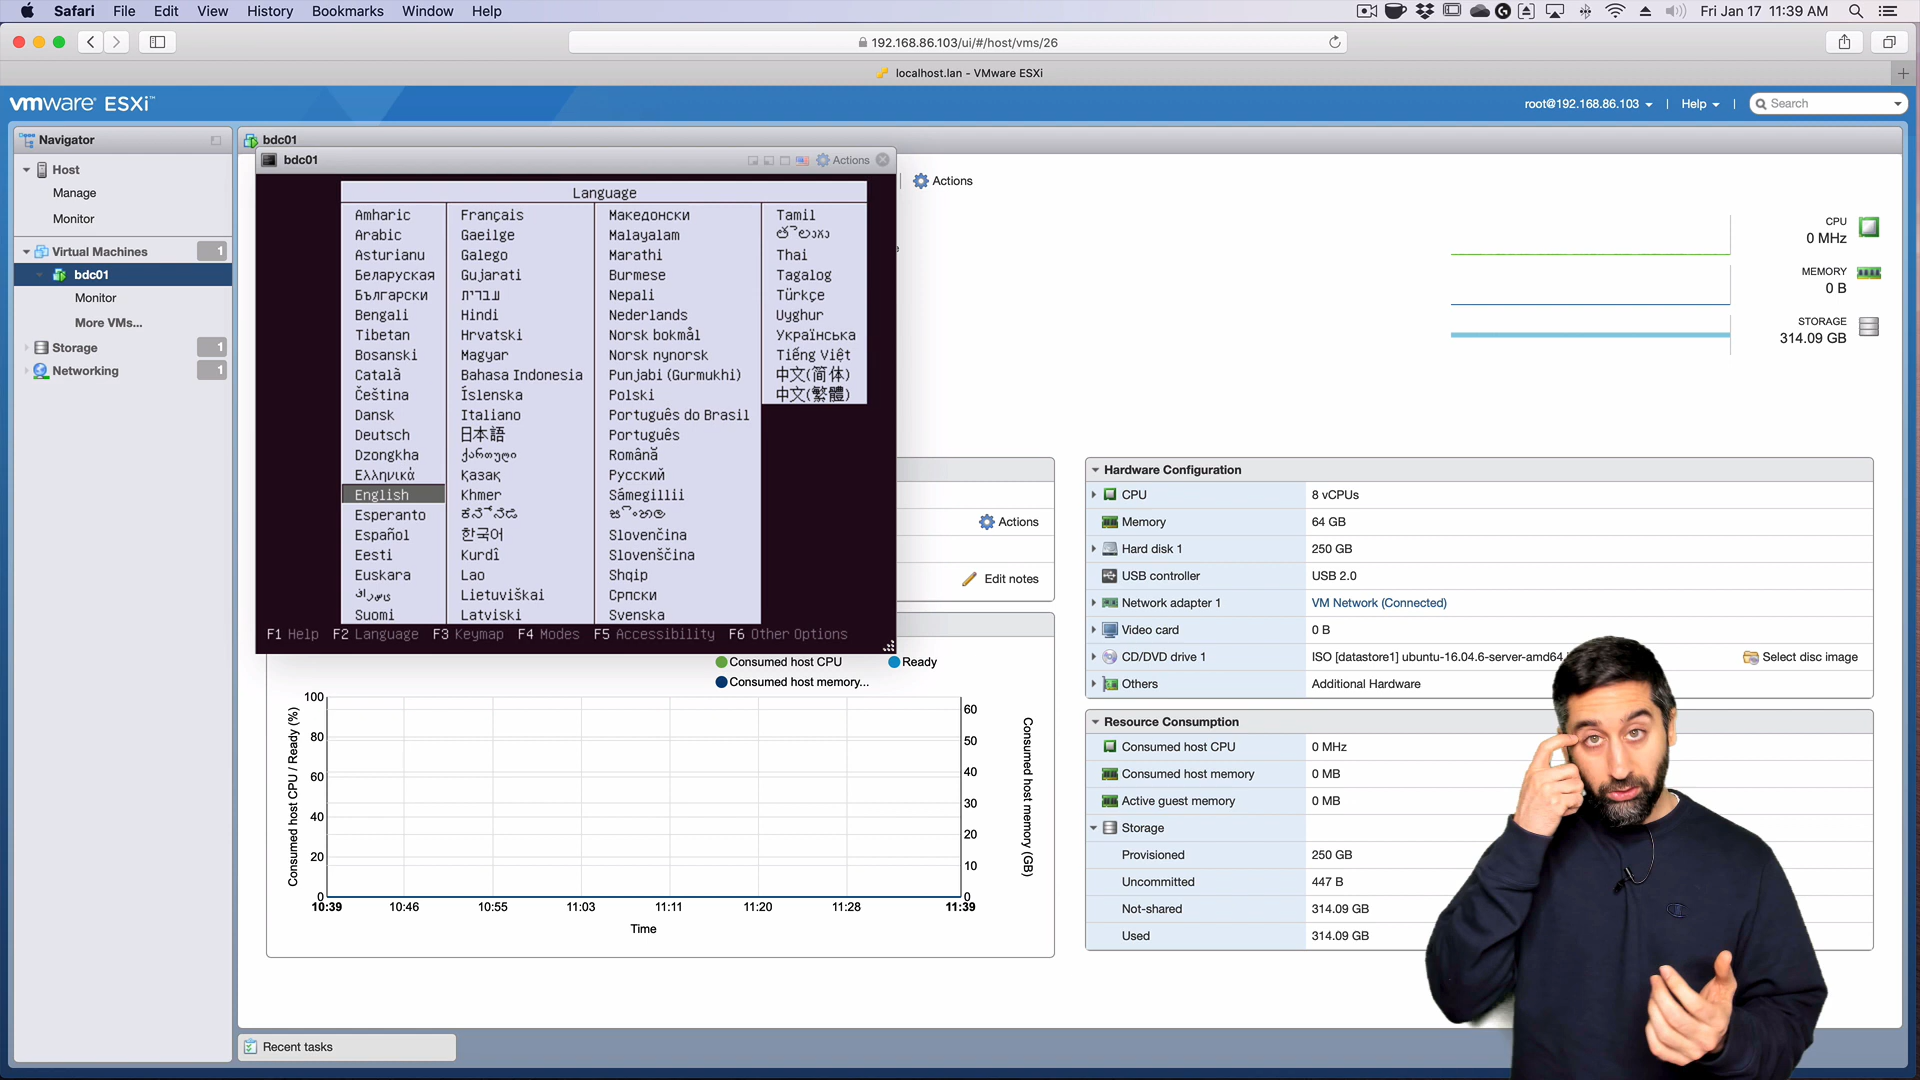 Safari File Edit View History Bookmarks Window Help
Fri Jan 17 11:39 AM
192.168.86.103/ui/#/host/vms/26
localhost.lan - VMware ESXi
vmware ESXi™
root@192.168.86.103 | Help | Search
Navigator
Host
Manage
Monitor
Virtual Machines 1
bdc01
Monitor
More VMs...
Storage 1
Networking 1
bdc01
bdc01
Actions
Actions
Language
Amharic
Arabic
Asturianu
Беларуская
Български
Bengali
Tibetan
Bosanski
Català
Čeština
Dansk
Deutsch
Dzongkha
Ελληνικά
English
Esperanto
Español
Eesti
Euskara
Suomi
Français
Gaeilge
Galego
Gujarati
עברית
Hindi
Hrvatski
Magyar
Bahasa Indonesia
Íslenska
Italiano
日本語
ქართული
Қазақ
Khmer
한국어
Kurdî
Lao
Lietuviškai
Latviski
Македонски
Malayalam
Marathi
Burmese
Nepali
Nederlands
Norsk bokmål
Norsk nynorsk
Punjabi (Gurmukhi)
Polski
Português do Brasil
Português
Română
Русский
Sámegillii
Slovenčina
Slovenščina
Shqip
Српски
Svenska
Tamil
Thai
Tagalog
Türkçe
Uyghur
Українська
Tiếng Việt
中文(简体)
中文(繁體)
F1 Help F2 Language F3 Keymap F4 Modes F5 Accessibility F6 Other Options
CPU
0 MHz
MEMORY
0 B
STORAGE
314.09 GB
Actions
Edit notes
Consumed host CPU
Ready
Consumed host memory...
Consumed host CPU / Ready (%)
100
80
60
40
20
0
60
50
40
30
20
10
0
Consumed host memory (GB)
10:39 10:46 10:55 11:03 11:11 11:20 11:28 11:39
Time
Hardware Configuration
CPU 8 vCPUs
Memory 64 GB
Hard disk 1 250 GB
USB controller USB 2.0
Network adapter 1 VM Network (Connected)
Video card 0 B
CD/DVD drive 1 ISO [datastore1] ubuntu-16.04.6-server-amd64 Select disc image
Others Additional Hardware
Resource Consumption
Consumed host CPU 0 MHz
Consumed host memory 0 MB
Active guest memory 0 MB
Storage
Provisioned 250 GB
Uncommitted 447 B
Not-shared 314.09 GB
Used 314.09 GB
Recent tasks